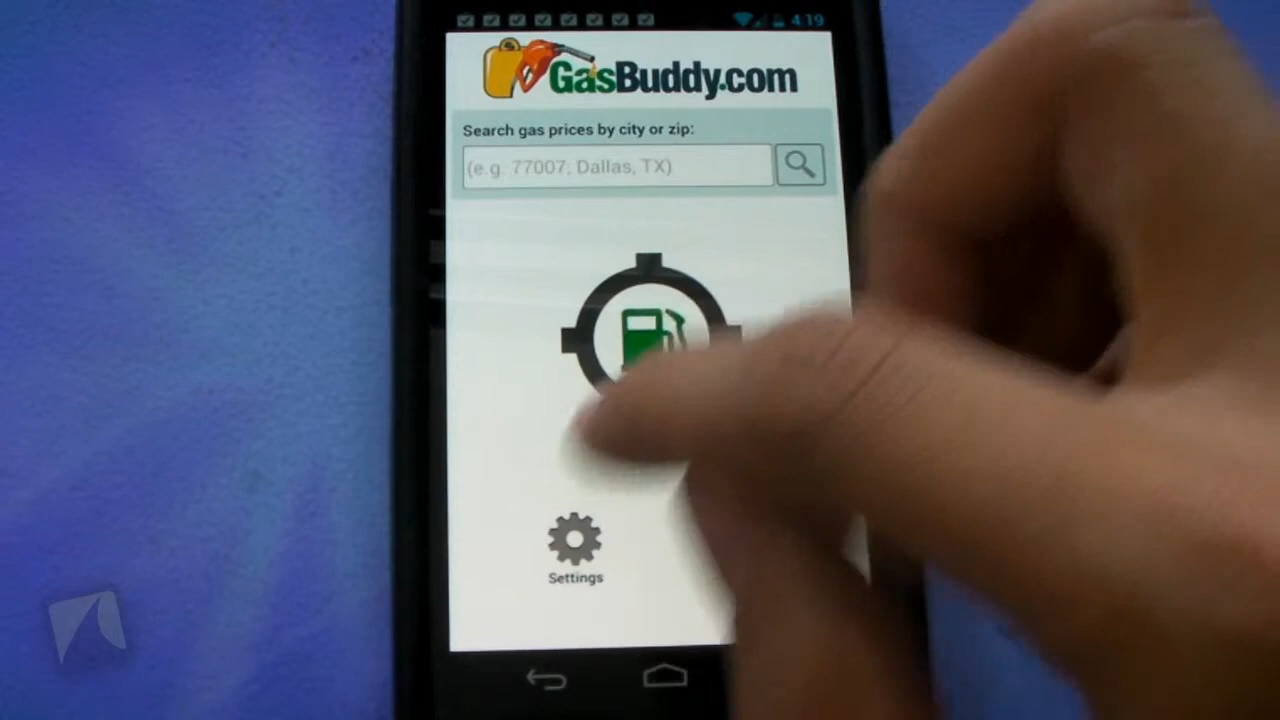 4:19
GasBuddy.com
Search gas prices by city or zip:
(e.g. 77007; Dallas, TX)
Settings